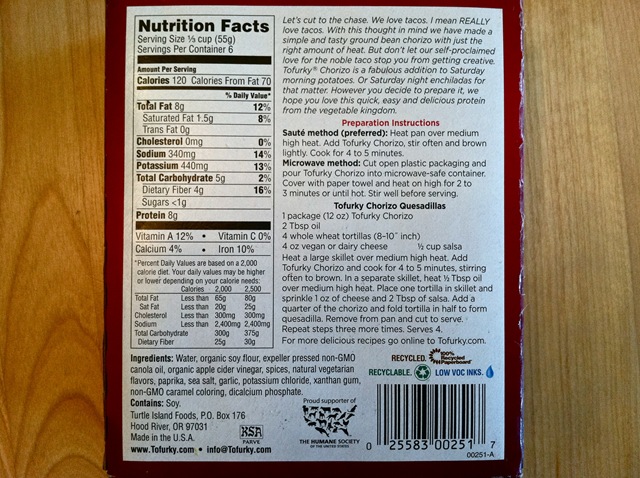 Nutrition Facts
Serving Size ⅓ cup (55g)
Servings Per Container 6
Amount Per Serving
Calories 120 Calories From Fat 70
% Daily Value*
Total Fat 8g 12%
Saturated Fat 1.5g 8%
Trans Fat 0g
Cholesterol 0mg 0%
Sodium 340mg 14%
Potassium 440mg 13%
Total Carbohydrate 5g 2%
Dietary Fiber 4g 16%
Sugars <1g
Protein 8g
Vitamin A 12% • Vitamin C 0%
Calcium 4% • Iron 10%
*Percent Daily Values are based on a 2,000
calorie diet. Your daily values may be higher
or lower depending on your calorie needs:
Calories 2,000 2,500
Total Fat Less than 65g 80g
Sat Fat Less than 20g 25g
Cholesterol Less than 300mg 300mg
Sodium Less than 2,400mg 2,400mg
Total Carbohydrate 300g 375g
Dietary Fiber 25g 30g
Let's cut to the chase. We love tacos. I mean REALLY
love tacos. With this thought in mind we have made a
simple and tasty ground bean chorizo with just the
right amount of heat. But don't let our self-proclaimed
love for the noble taco stop you from getting creative.
Tofurky® Chorizo is a fabulous addition to Saturday
morning potatoes. Or Saturday night enchiladas for
that matter. However you decide to prepare it, we
hope you love this quick, easy and delicious protein
from the vegetable kingdom.
Preparation Instructions
Sauté method (preferred): Heat pan over medium
high heat. Add Tofurky Chorizo, stir often and brown
lightly. Cook for 4 to 5 minutes.
Microwave method: Cut open plastic packaging and
pour Tofurky Chorizo into microwave-safe container.
Cover with paper towel and heat on high for 2 to
3 minutes or until hot. Stir well before serving.
Tofurky Chorizo Quesadillas
1 package (12 oz) Tofurky Chorizo
2 Tbsp oil
4 whole wheat tortillas (8-10" inch)
4 oz vegan or dairy cheese ½ cup salsa
Heat a large skillet over medium high heat. Add
Tofurky Chorizo and cook for 4 to 5 minutes, stirring
often to brown. In a separate skillet, heat ½ Tbsp oil
over medium high heat. Place one tortilla in skillet and
sprinkle 1 oz of cheese and 2 Tbsp of salsa. Add a
quarter of the chorizo and fold tortilla in half to form
quesadilla. Remove from pan and cut to serve.
Repeat steps three more times. Serves 4.
For more delicious recipes go online to Tofurky.com.
Ingredients: Water, organic soy flour, expeller pressed non-GMO
canola oil, organic apple cider vinegar, spices, natural vegetarian
flavors, paprika, sea salt, garlic, potassium chloride, xanthan gum,
non-GMO caramel coloring, dicalcium phosphate.
Contains: Soy.
Turtle Island Foods, P.O. Box 176
Hood River, OR 97031
Made in the U.S.A.
www.Tofurky.com • info@Tofurky.com
KSA
PARVE
Proud supporter of
THE HUMANE SOCIETY
OF THE UNITED STATES
RECYCLED. 100% Recycled Paperboard
RECYCLABLE. LOW VOC INKS.
0 25583 00251 7
00251-A